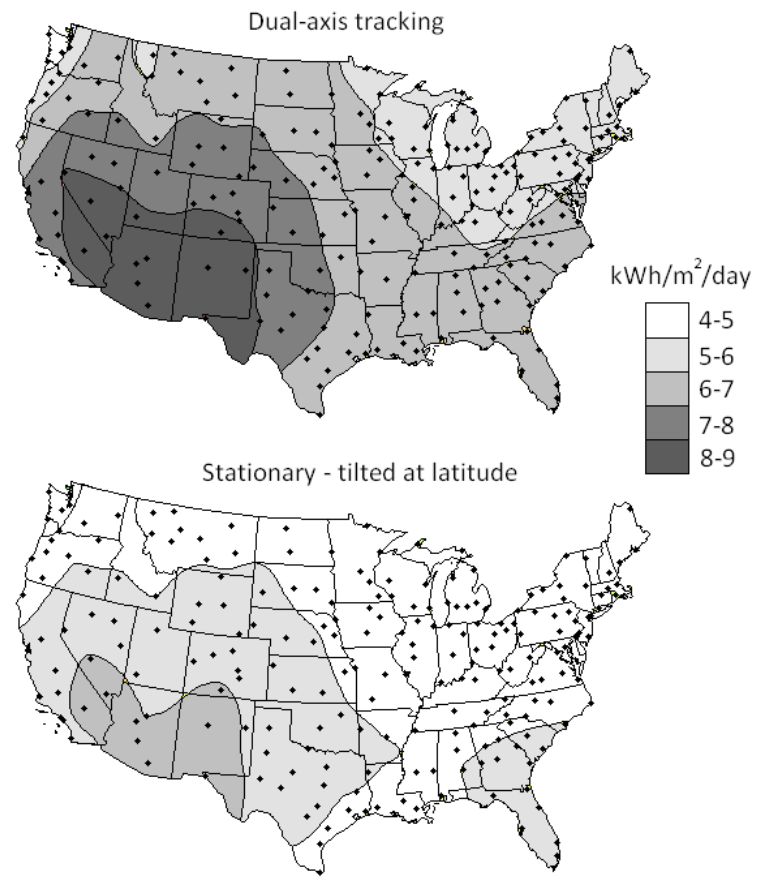 Dual-axis tracking
kWh/m²/day
4-5
5-6
6-7
7-8
8-9
Stationary - tilted at latitude